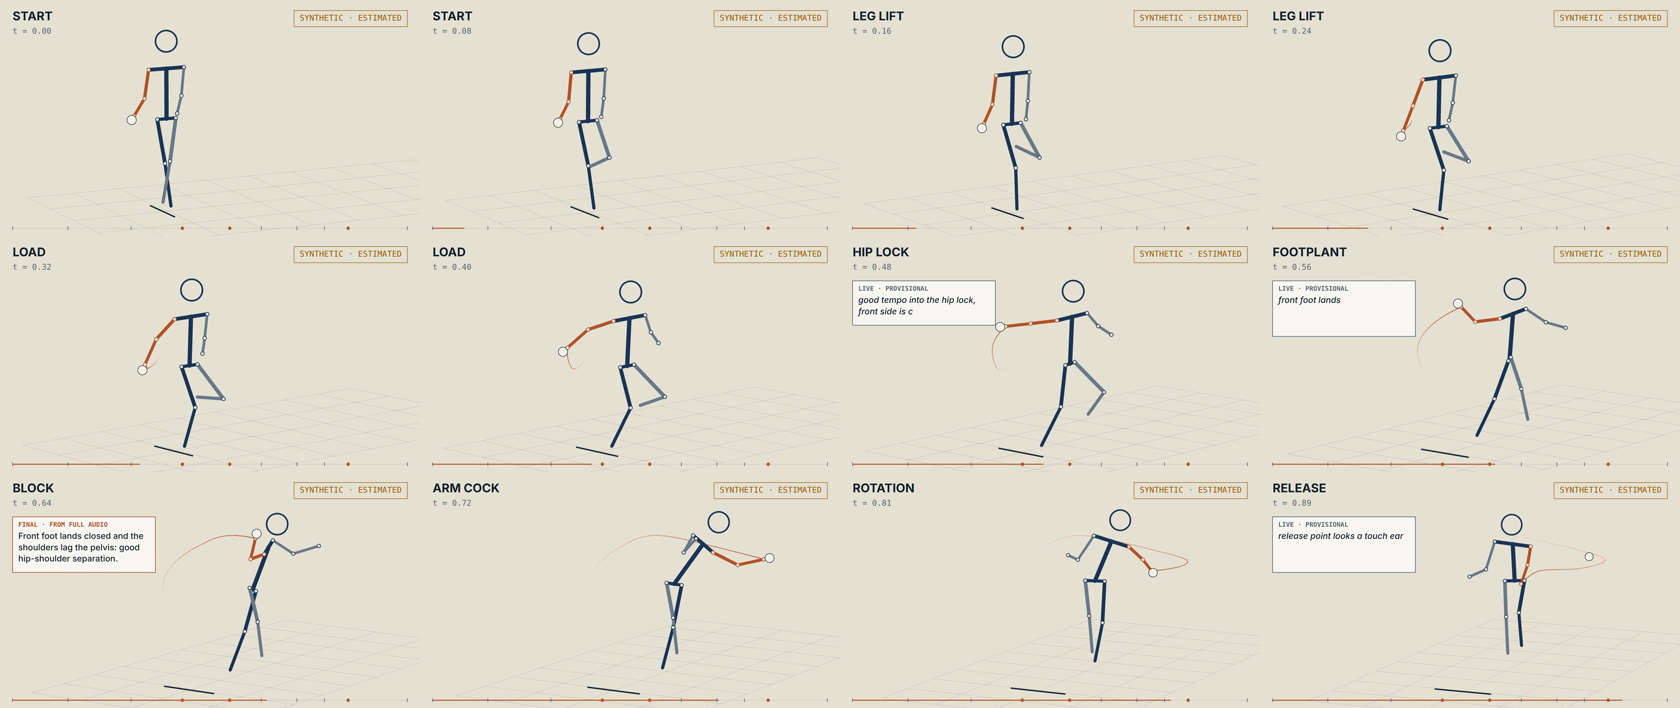 START
SYNTHETIC · ESTIMATED
t = 0.00
START
SYNTHETIC · ESTIMATED
t = 0.08
LEG LIFT
SYNTHETIC · ESTIMATED
t = 0.16
LEG LIFT
SYNTHETIC · ESTIMATED
t = 0.24
LOAD
SYNTHETIC · ESTIMATED
t = 0.32
LOAD
SYNTHETIC · ESTIMATED
t = 0.40
HIP LOCK
SYNTHETIC · ESTIMATED
t = 0.48
LIVE · PROVISIONAL
good tempo into the hip lock,
front side is c
FOOTPLANT
SYNTHETIC · ESTIMATED
t = 0.56
LIVE · PROVISIONAL
front foot lands
BLOCK
SYNTHETIC · ESTIMATED
t = 0.64
FINAL · FROM FULL AUDIO
Front foot lands closed and the
shoulders lag the pelvis: good
hip-shoulder separation.
ARM COCK
SYNTHETIC · ESTIMATED
t = 0.72
ROTATION
SYNTHETIC · ESTIMATED
t = 0.81
RELEASE
SYNTHETIC · ESTIMATED
t = 0.89
LIVE · PROVISIONAL
release point looks a touch ear